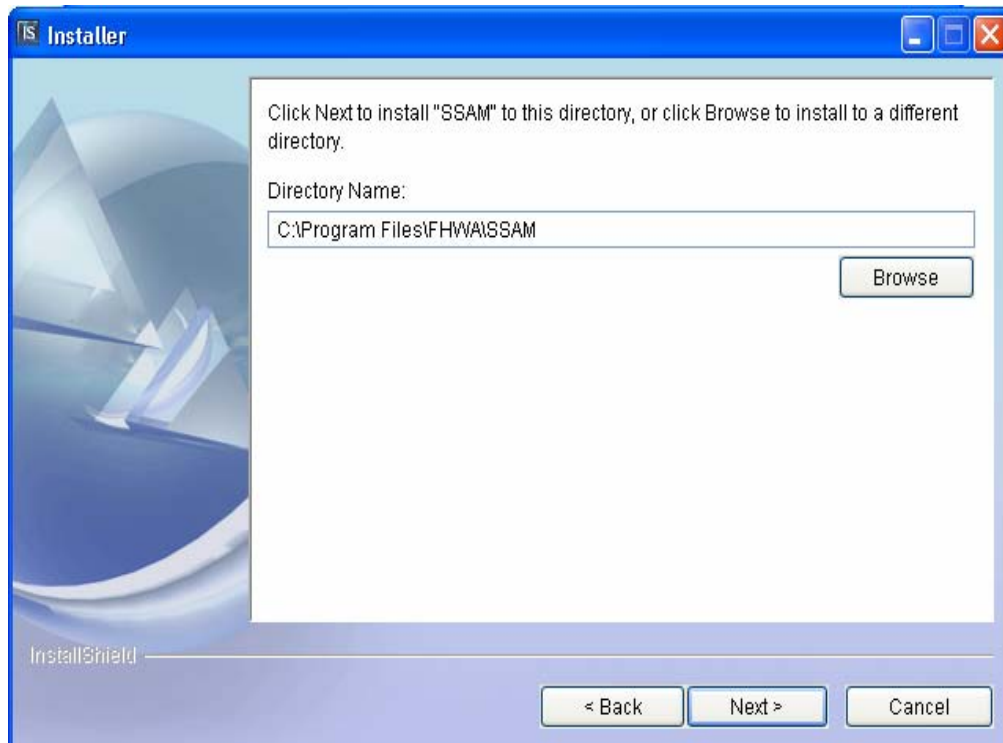 IS Installer
Click Next to install "SSAM" to this directory, or click Browse to install to a different
directory.
Directory Name:
C:\Program Files\FHWA\SSAM
Browse
InstallShield
< Back Next > Cancel